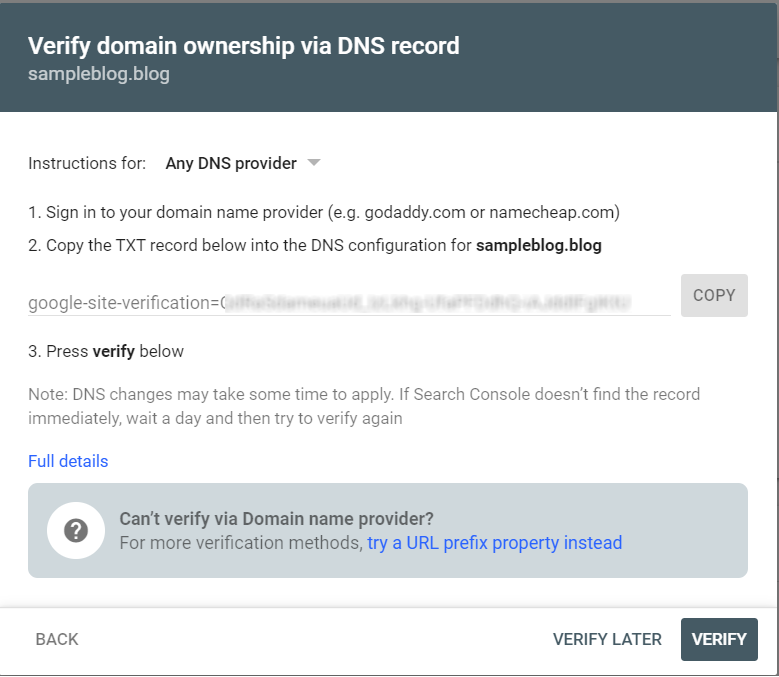 Verify domain ownership via DNS record
sampleblog.blog
Instructions for: Any DNS provider
1. Sign in to your domain name provider (e.g. godaddy.com or namecheap.com)
2. Copy the TXT record below into the DNS configuration for sampleblog.blog
google-site-verification=
COPY
3. Press verify below
Note: DNS changes may take some time to apply. If Search Console doesn’t find the record
immediately, wait a day and then try to verify again
Full details
?
Can’t verify via Domain name provider?
For more verification methods, try a URL prefix property instead
BACK
VERIFY LATER
VERIFY